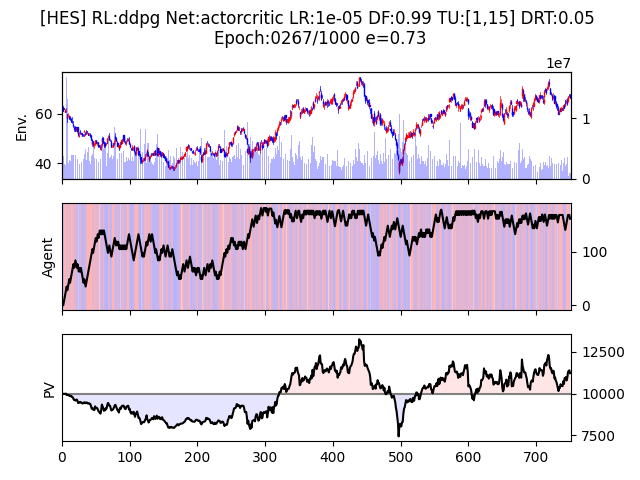 [HES] RL:ddpg Net:actorcritic LR:1e-05 DF:0.99 TU:[1,15] DRT:0.05
Epoch:0267/1000 e=0.73
1e7
Env.
60
40
1
0
Agent
100
0
PV
12500
10000
7500
0 100 200 300 400 500 600 700